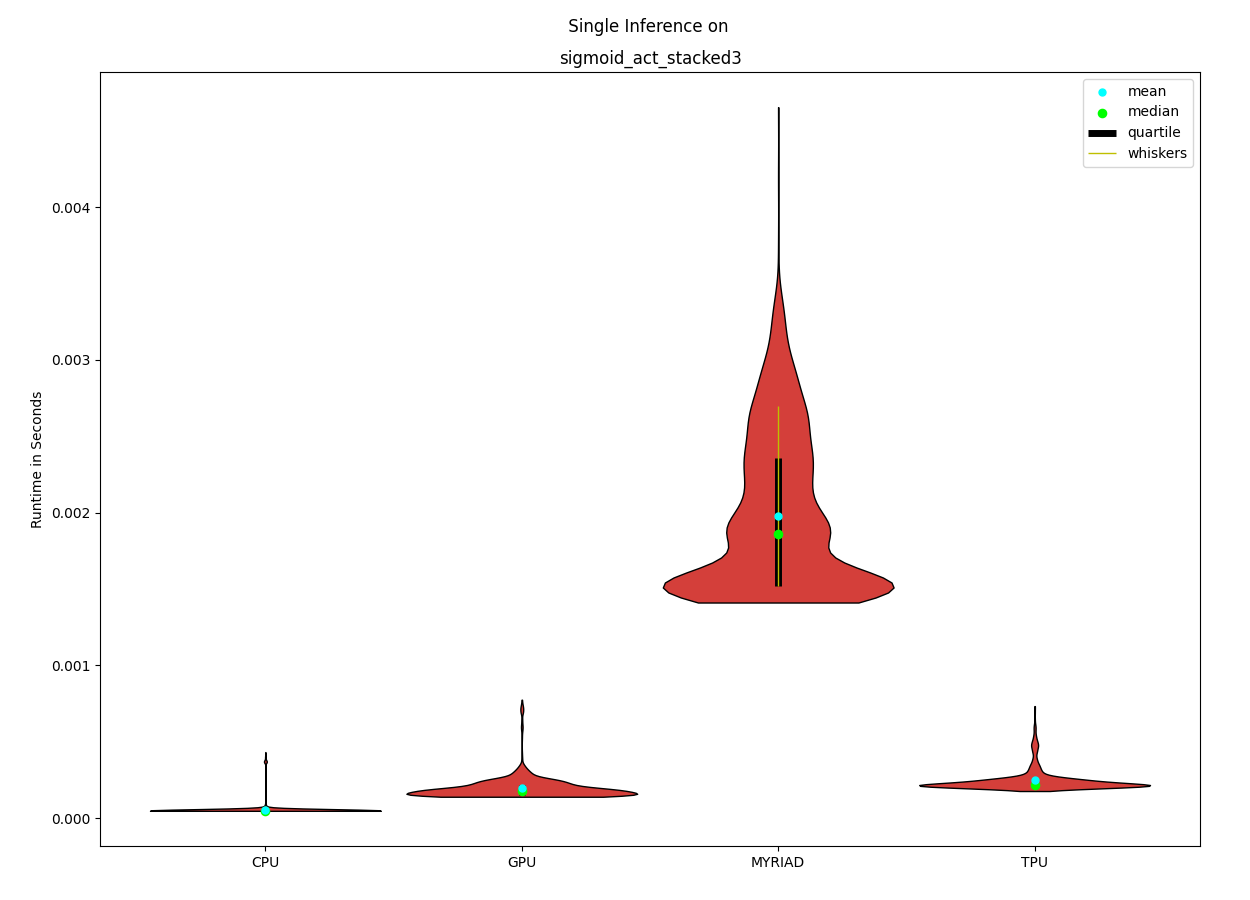 Single Inference on
sigmoid_act_stacked3
mean
median
quartile
whiskers
Runtime in Seconds
0.004
0.003
0.002
0.001
0.000
CPU
GPU
MYRIAD
TPU